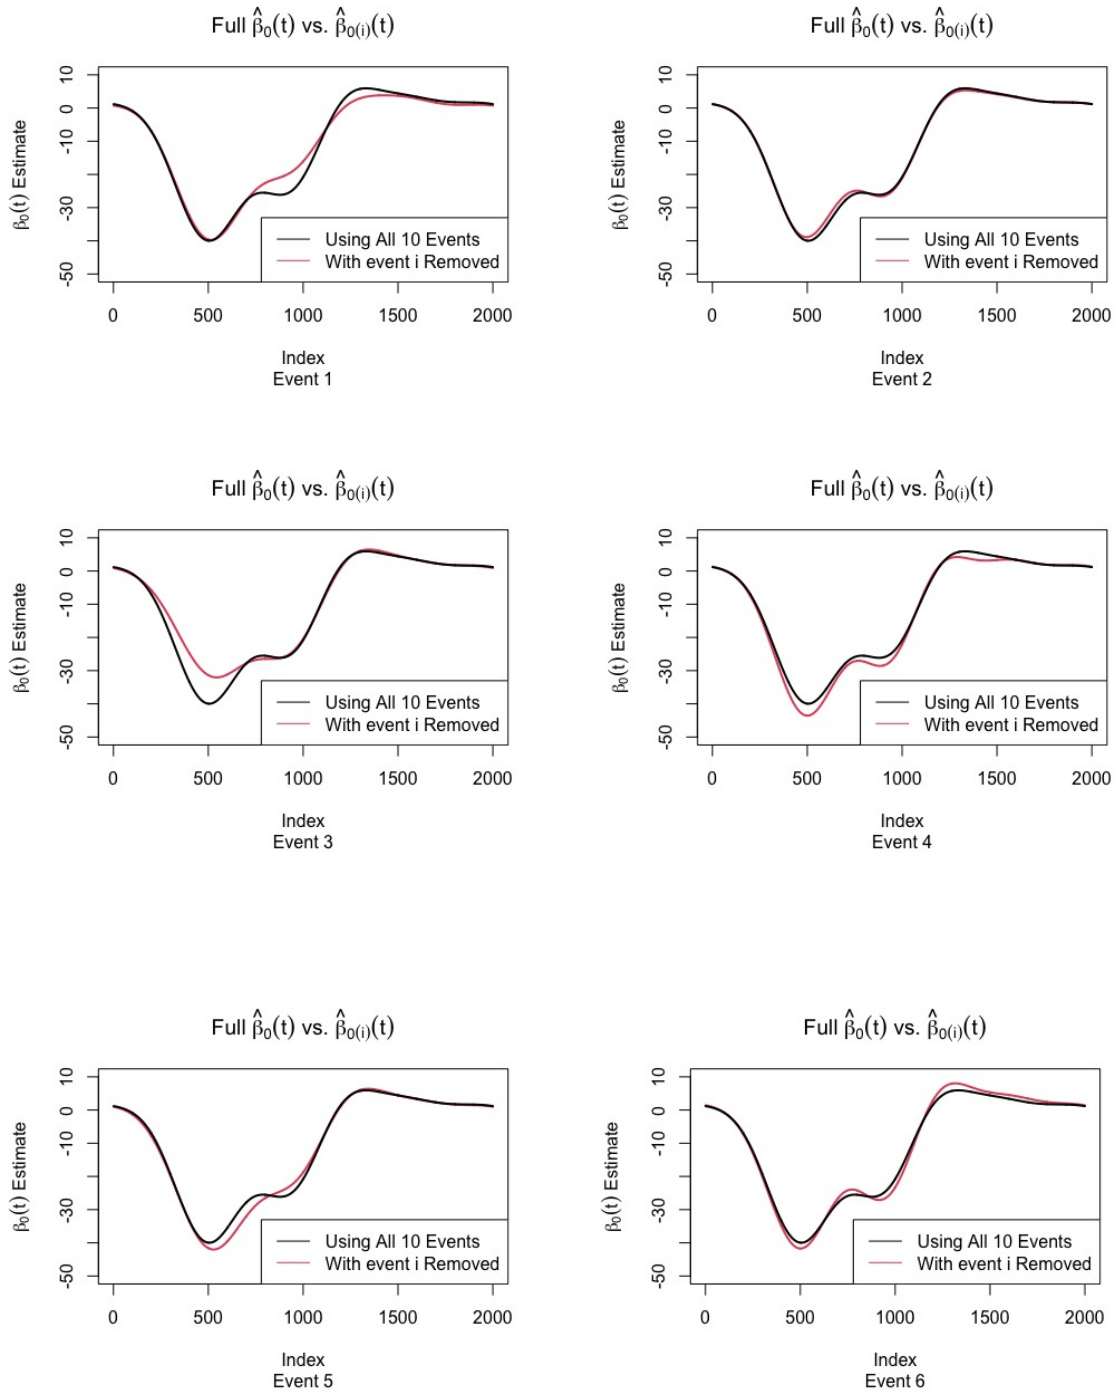 Full β̂₀(t) vs. β̂₀₍ᵢ₎(t)
β₀(t) Estimate
10
0
-10
-30
-50
Using All 10 Events
With event i Removed
0 500 1000 1500 2000
Index
Event 1
Full β̂₀(t) vs. β̂₀₍ᵢ₎(t)
β₀(t) Estimate
10
0
-10
-30
-50
Using All 10 Events
With event i Removed
0 500 1000 1500 2000
Index
Event 2
Full β̂₀(t) vs. β̂₀₍ᵢ₎(t)
β₀(t) Estimate
10
0
-10
-30
-50
Using All 10 Events
With event i Removed
0 500 1000 1500 2000
Index
Event 3
Full β̂₀(t) vs. β̂₀₍ᵢ₎(t)
β₀(t) Estimate
10
0
-10
-30
-50
Using All 10 Events
With event i Removed
0 500 1000 1500 2000
Index
Event 4
Full β̂₀(t) vs. β̂₀₍ᵢ₎(t)
β₀(t) Estimate
10
0
-10
-30
-50
Using All 10 Events
With event i Removed
0 500 1000 1500 2000
Index
Event 5
Full β̂₀(t) vs. β̂₀₍ᵢ₎(t)
β₀(t) Estimate
10
0
-10
-30
-50
Using All 10 Events
With event i Removed
0 500 1000 1500 2000
Index
Event 6